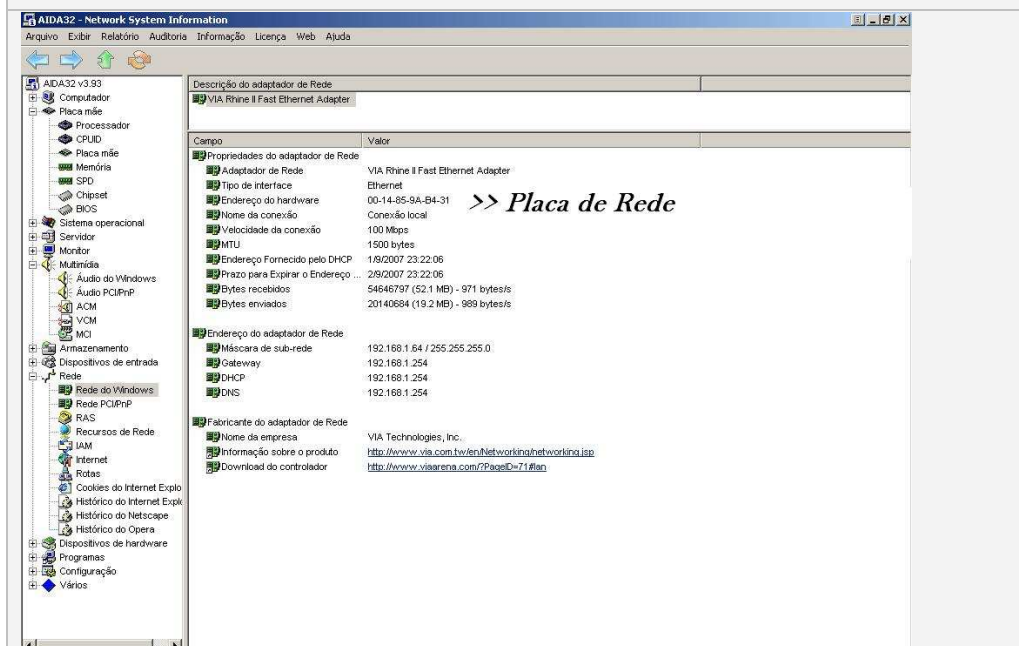 AIDA32 - Network System Information
Arquivo Exibir Relatório Auditoria Informação Licença Web Ajuda
AIDA32 v3.93
Computador
Placa mãe
Processador
CPUID
Placa mãe
Memória
SPD
Chipset
BIOS
Sistema operacional
Servidor
Monitor
Multimídia
Áudio do Windows
Áudio PCI/PnP
ACM
VCM
MCI
Armazenamento
Dispositivos de entrada
Rede
Rede do Windows
Rede PCI/PnP
RAS
Recursos de Rede
IAM
Internet
Rotas
Cookies do Internet Explo
Histórico do Internet Explo
Histórico do Netscape
Histórico do Opera
Dispositivos de hardware
Programas
Configuração
Vários
Descrição do adaptador de Rede
VIA Rhine II Fast Ethernet Adapter
Campo Valor
Propriedades do adaptador de Rede
Adaptador de Rede VIA Rhine II Fast Ethernet Adapter
Tipo de interface Ethernet
Endereço do hardware 00-14-85-9A-B4-31
>> Placa de Rede
Nome da conexão Conexão local
Velocidade da conexão 100 Mbps
MTU 1500 bytes
Endereço Fornecido pelo DHCP 1/9/2007 23:22:06
Prazo para Expirar o Endereço ... 2/9/2007 23:22:06
Bytes recebidos 54646797 (52.1 MB) - 971 bytes/s
Bytes enviados 20140684 (19.2 MB) - 989 bytes/s
Endereço do adaptador de Rede
Máscara de sub-rede 192.168.1.64 / 255.255.255.0
Gateway 192.168.1.254
DHCP 192.168.1.254
DNS 192.168.1.254
Fabricante do adaptador de Rede
Nome da empresa VIA Technologies, Inc.
Informação sobre o produto http://www.via.com.tw/en/Networking/networking.jsp
Download do controlador http://www.viaarena.com/?PageID=71#lan